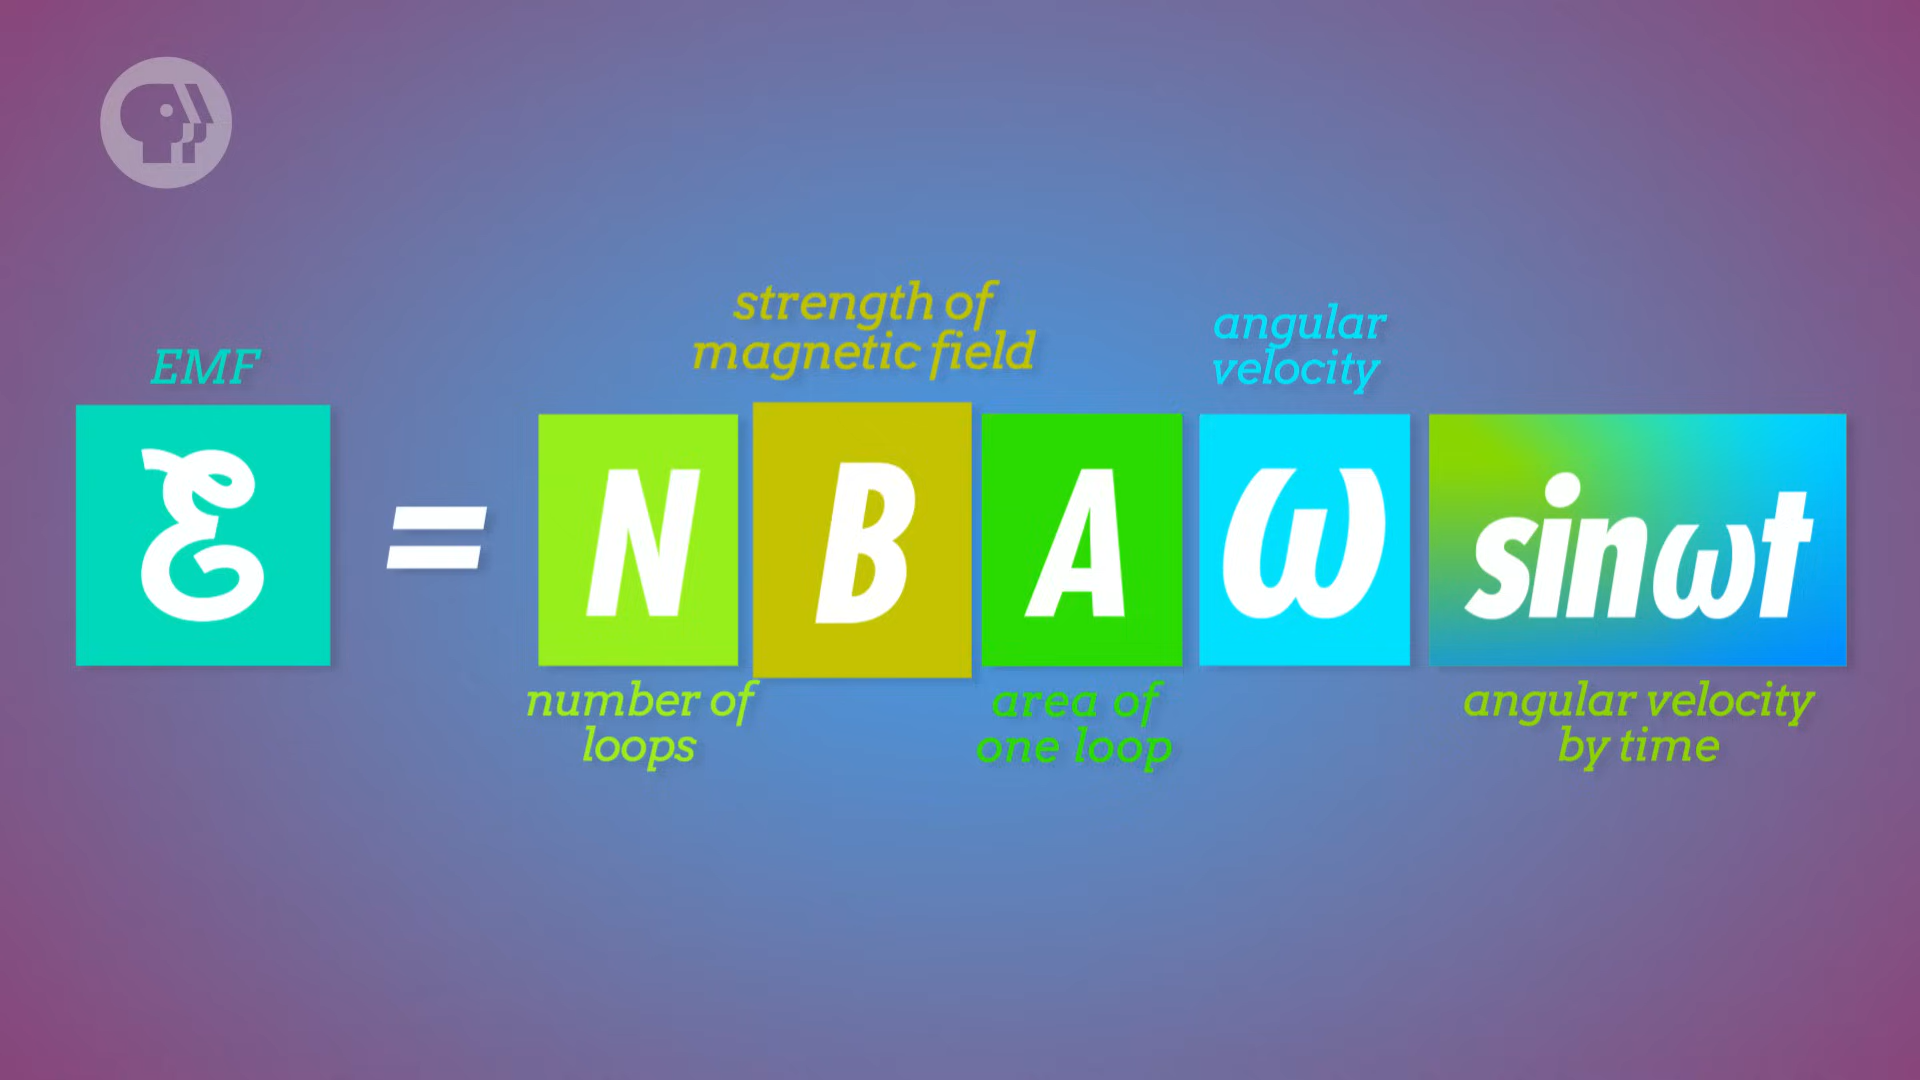 EMF
strength of
magnetic field
angular
velocity
ℰ = N B A ω sinωt
number of
loops
area of
one loop
angular velocity
by time